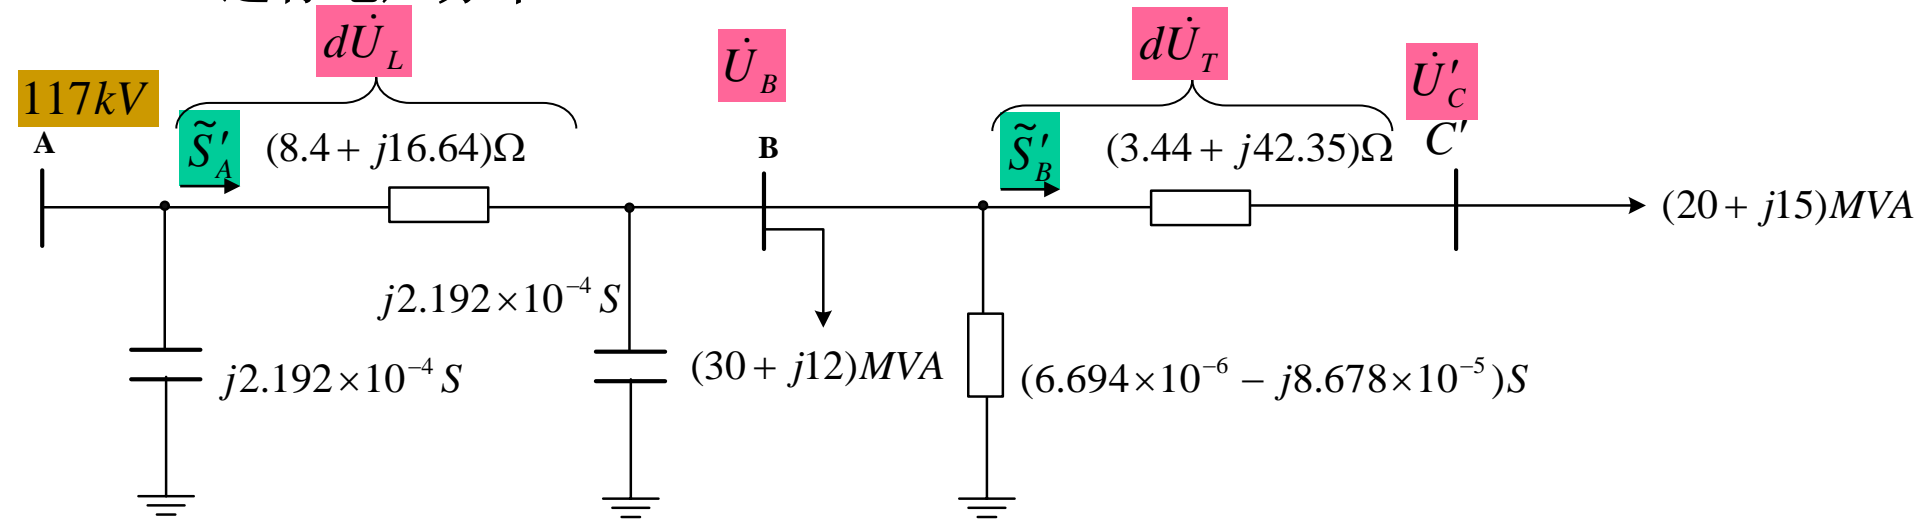 dU̇_L
U̇_B
dU̇_T
U̇′_C
117kV
A
S̃′_A
(8.4 + j16.64)Ω
B
S̃′_B
(3.44 + j42.35)Ω
C′
(20 + j15)MVA
j2.192×10⁻⁴ S
j2.192×10⁻⁴ S
(30 + j12)MVA
(6.694×10⁻⁶ − j8.678×10⁻⁵)S